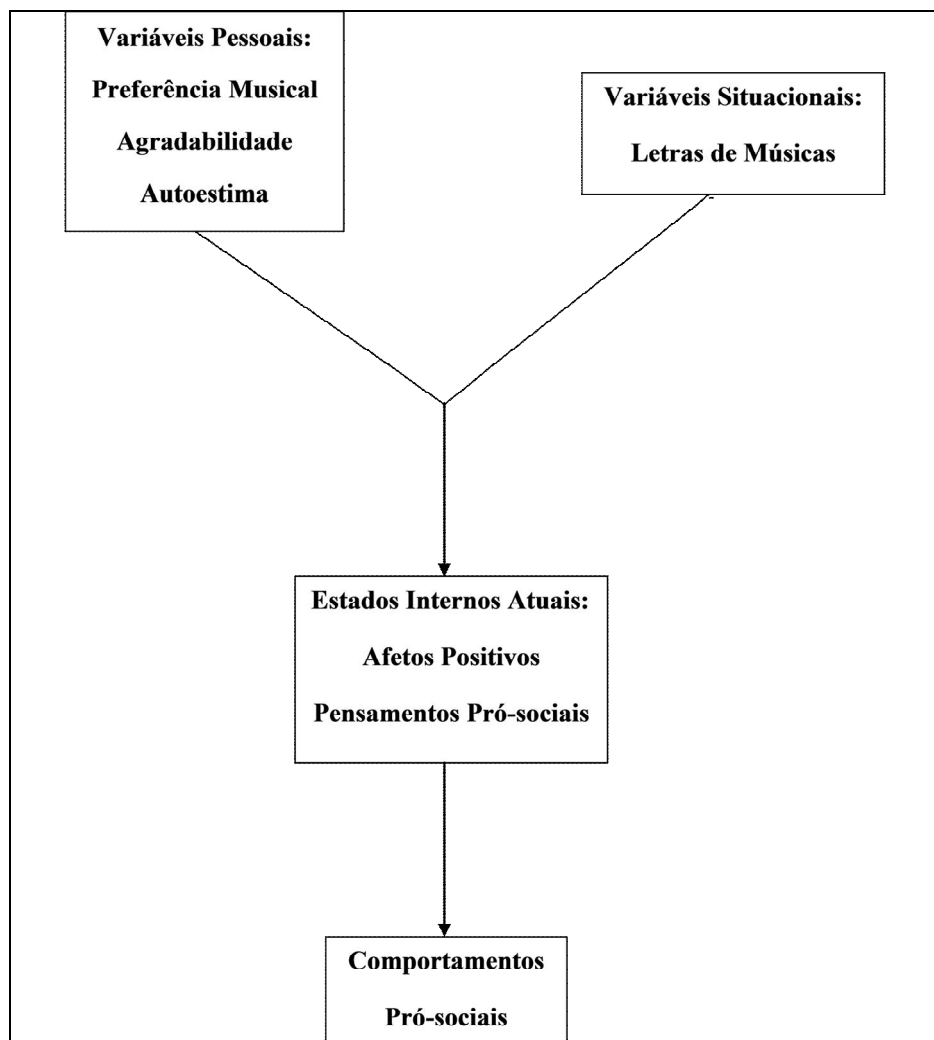 Variáveis Pessoais:
Preferência Musical
Agradabilidade
Autoestima
Variáveis Situacionais:
Letras de Músicas
Estados Internos Atuais:
Afetos Positivos
Pensamentos Pró-sociais
Comportamentos
Pró-sociais